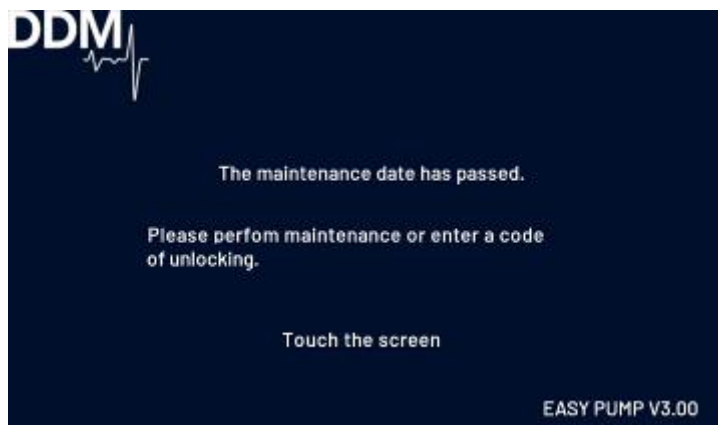 DDM
The maintenance date has passed.
Please perfom maintenance or enter a code
of unlocking.
Touch the screen
EASY PUMP V3.00